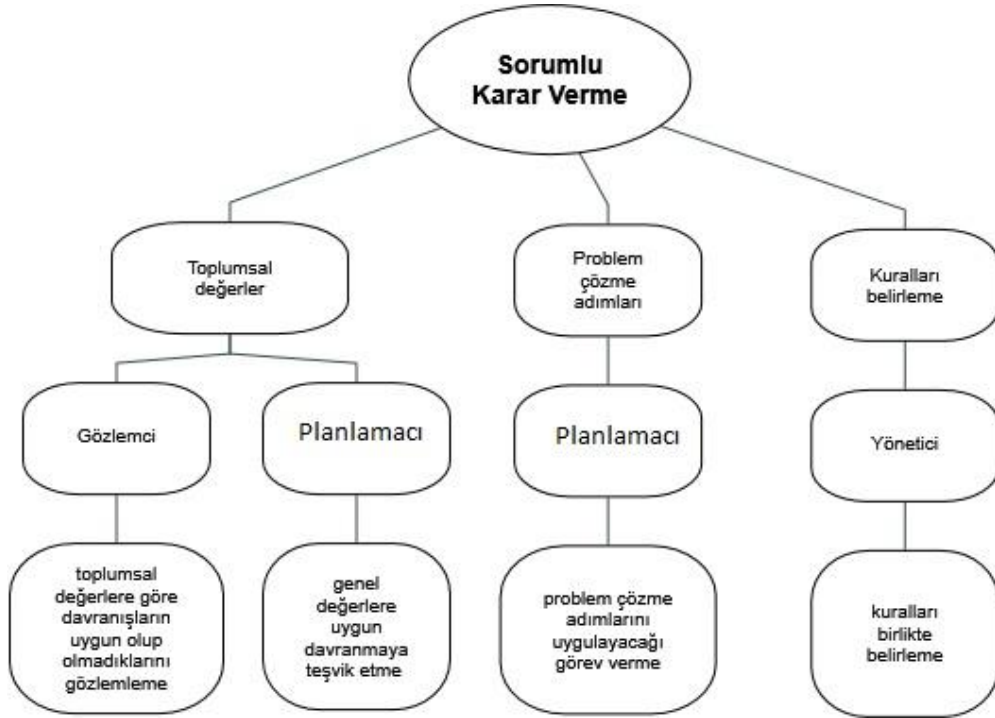 Sorumlu
Karar Verme
Toplumsal
değerler
Problem
çözme
adımları
Kuralları
belirleme
Gözlemci
Planlamacı
Planlamacı
Yönetici
toplumsal
değerlere göre
davranışların
uygun olup
olmadıklarını
gözlemleme
genel
değerlere
uygun
davranmaya
teşvik etme
problem çözme
adımlarını
uygulayacağı
görev verme
kuralları
birlikte
belirleme